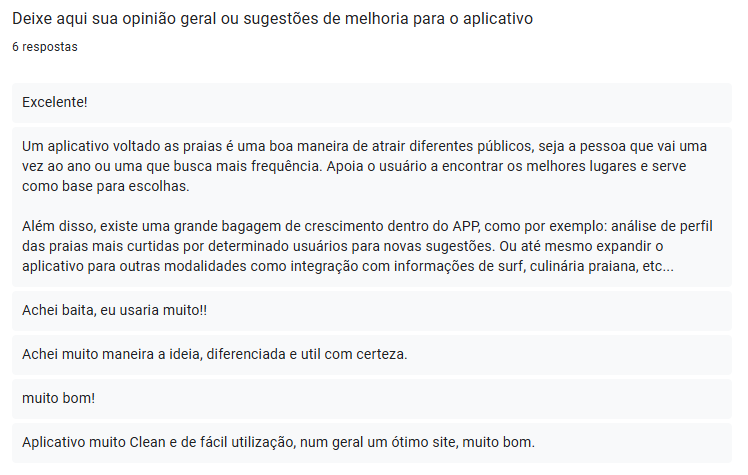 Deixe aqui sua opinião geral ou sugestões de melhoria para o aplicativo
6 respostas
Excelente!
Um aplicativo voltado as praias é uma boa maneira de atrair diferentes públicos, seja a pessoa que vai uma
vez ao ano ou uma que busca mais frequência. Apoia o usuário a encontrar os melhores lugares e serve
como base para escolhas.
Além disso, existe uma grande bagagem de crescimento dentro do APP, como por exemplo: análise de perfil
das praias mais curtidas por determinado usuários para novas sugestões. Ou até mesmo expandir o
aplicativo para outras modalidades como integração com informações de surf, culinária praiana, etc...
Achei baita, eu usaria muito!!
Achei muito maneira a ideia, diferenciada e util com certeza.
muito bom!
Aplicativo muito Clean e de fácil utilização, num geral um ótimo site, muito bom.